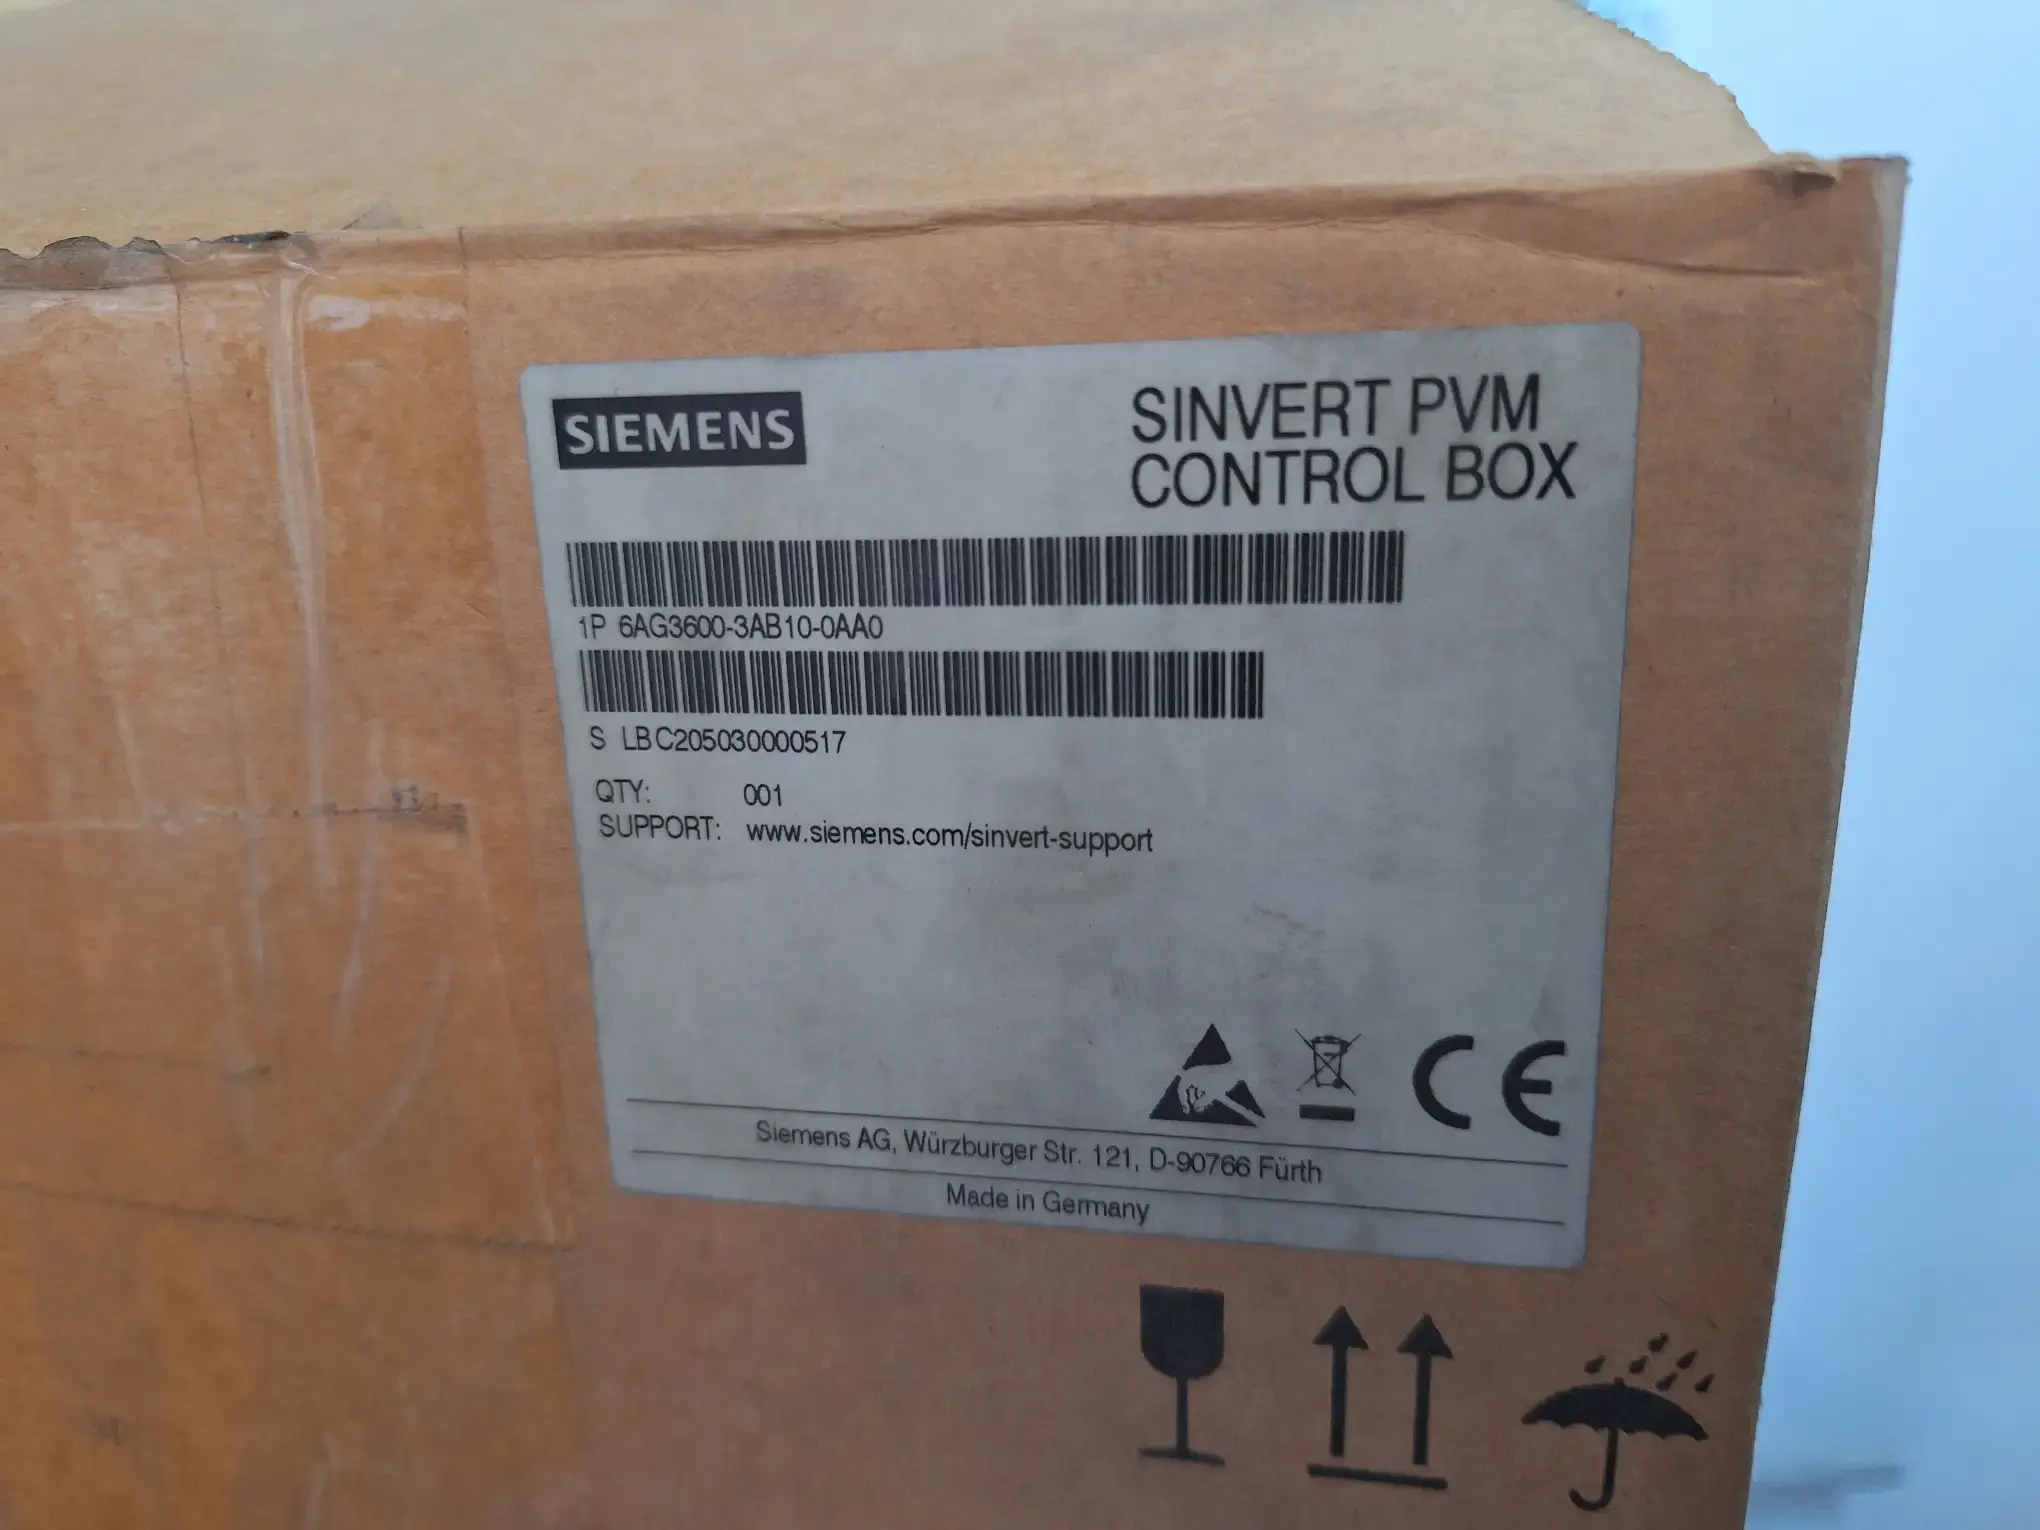 SIEMENS
SINVERT PVM
CONTROL BOX
1P 6AG3600-3AB10-0AA0
S LBC205030000517
QTY: 001
SUPPORT: www.siemens.com/sinvert-support
CE
Siemens AG, Würzburger Str. 121, D-90766 Fürth
Made in Germany